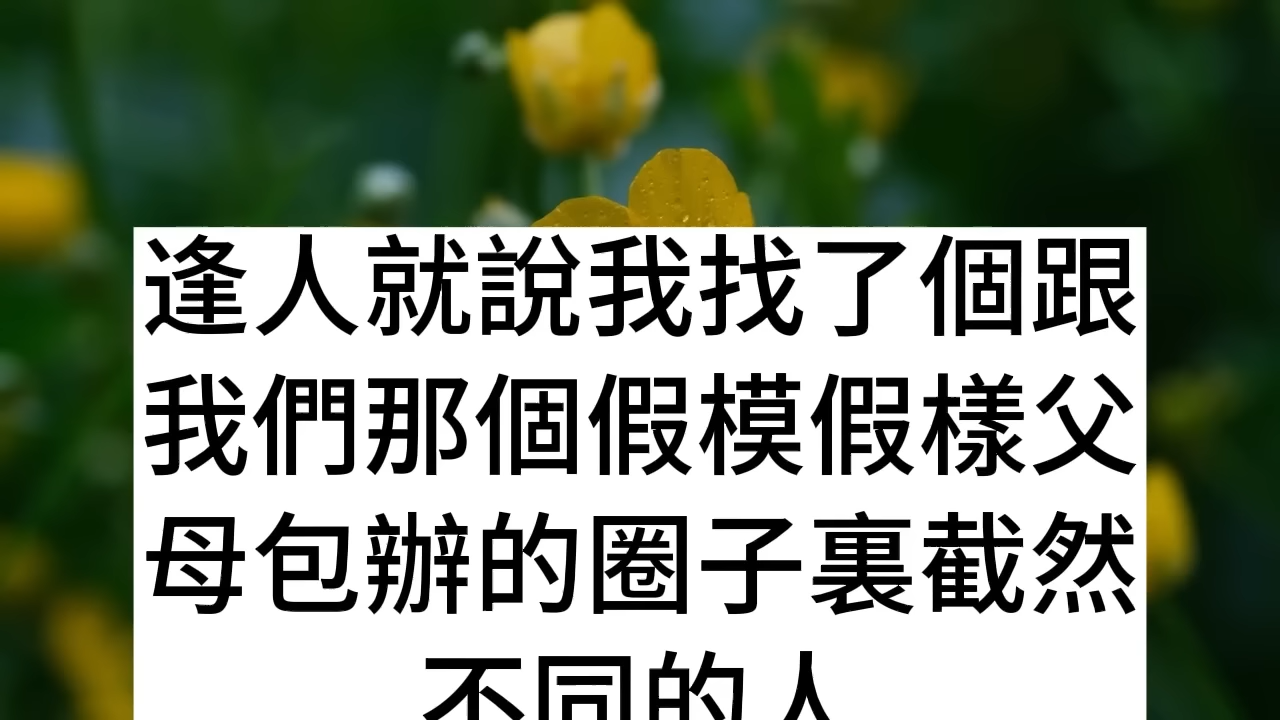 逢人就說我找了個跟
我們那個假模假樣父
母包辦的圈子裏截然
不同的人